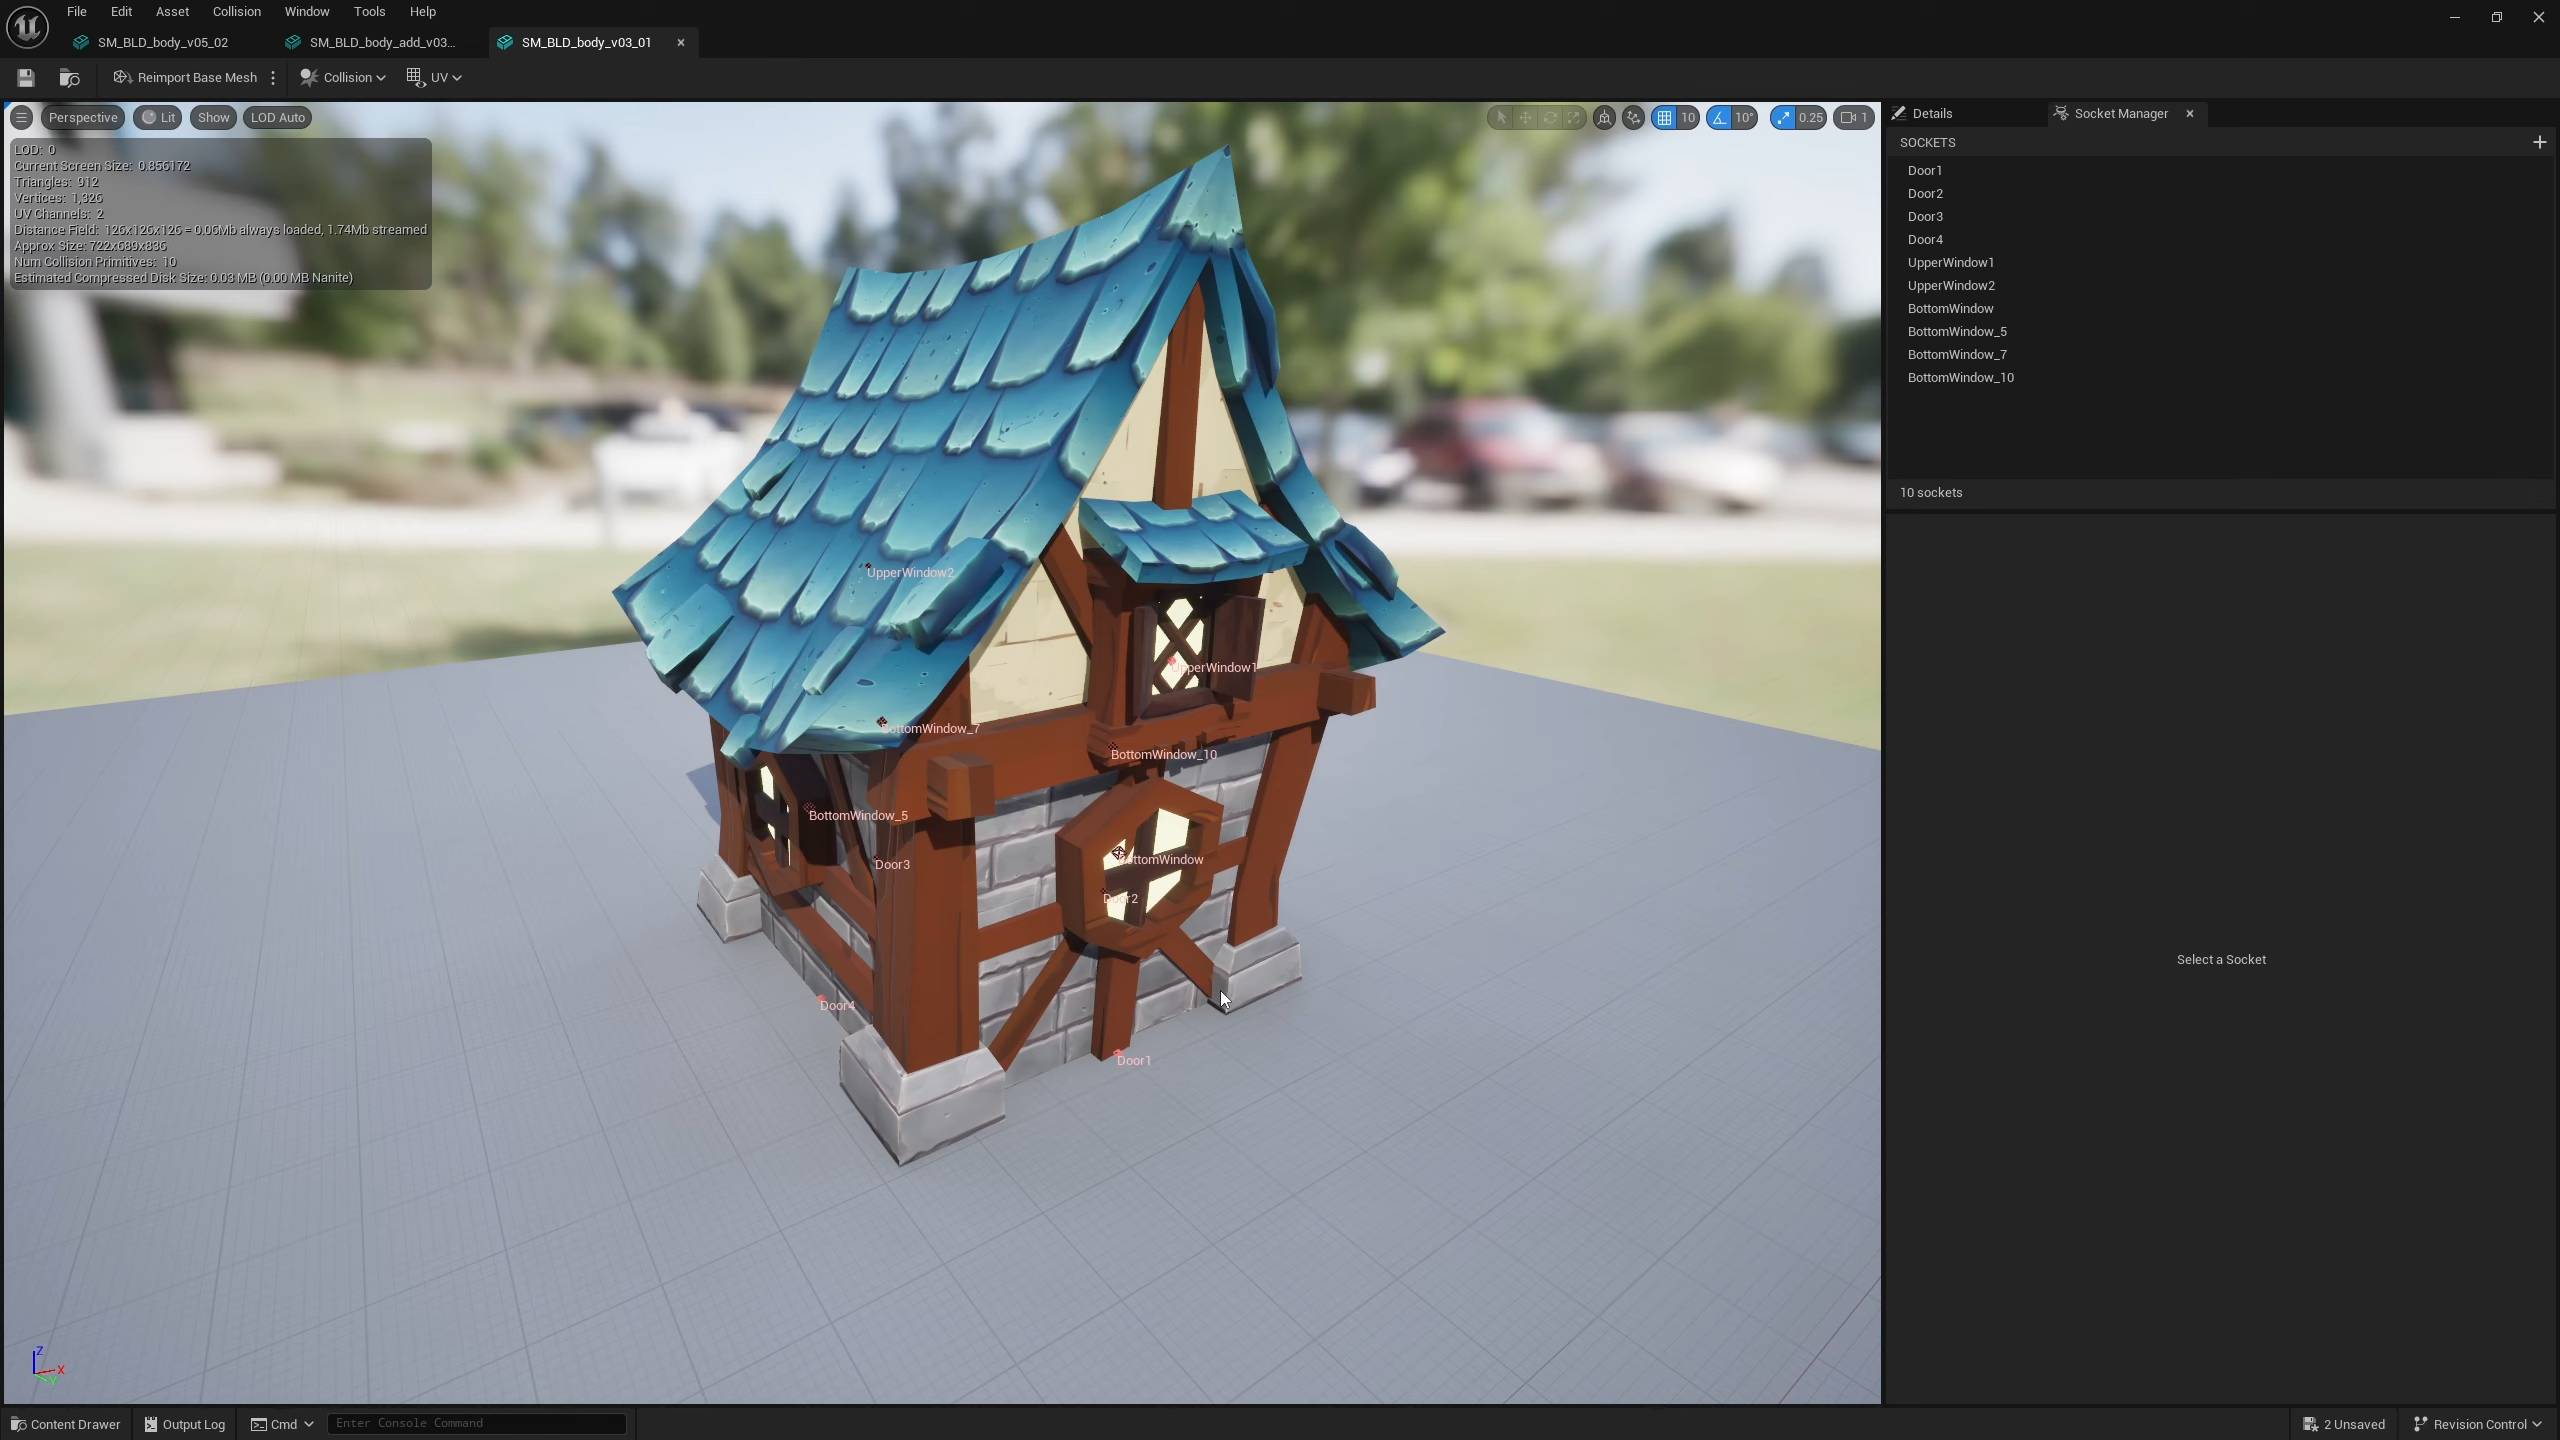 File Edit Asset Collision Window Tools Help
SM_BLD_body_v05_02 SM_BLD_body_add_v03... SM_BLD_body_v03_01
Reimport Base Mesh Collision UV
Perspective Lit Show LOD Auto 10 10° 0.25 1
LOD: 0
Current Screen Size: 0.856172
Triangles: 912
Vertices: 1,326
UV Channels: 2
Distance Field: 126x126x126 = 0.06Mb always loaded, 1.74Mb streamed
Approx Size: 722x689x836
Num Collision Primitives: 10
Estimated Compressed Disk Size: 0.03 MB (0.00 MB Nanite)
UpperWindow2
UpperWindow1
BottomWindow_7
BottomWindow_10
BottomWindow_5
BottomWindow
Door3
Door2
Door4
Door1
Z
X
Y
Details Socket Manager
SOCKETS
Door1
Door2
Door3
Door4
UpperWindow1
UpperWindow2
BottomWindow
BottomWindow_5
BottomWindow_7
BottomWindow_10
10 sockets
Select a Socket
Content Drawer Output Log Cmd Enter Console Command 2 Unsaved Revision Control